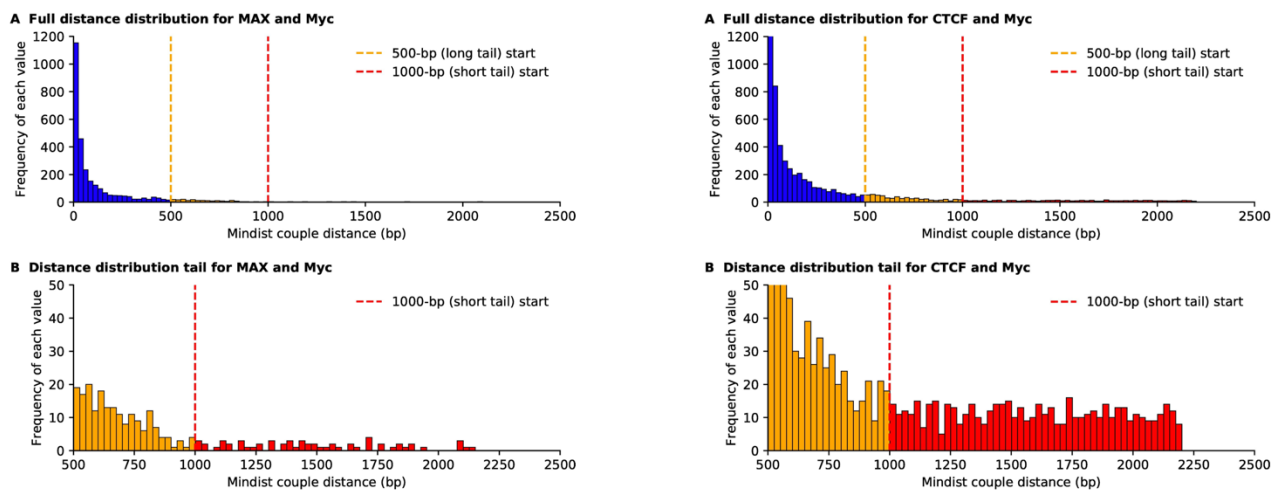 A Full distance distribution for MAX and Myc
1200
1000
800
600
400
200
0
Frequency of each value
500-bp (long tail) start
1000-bp (short tail) start
0 500 1000 1500 2000 2500
Mindist couple distance (bp)
B Distance distribution tail for MAX and Myc
50
40
30
20
10
0
Frequency of each value
1000-bp (short tail) start
500 750 1000 1250 1500 1750 2000 2250 2500
Mindist couple distance (bp)
A Full distance distribution for CTCF and Myc
1200
1000
800
600
400
200
0
Frequency of each value
500-bp (long tail) start
1000-bp (short tail) start
0 500 1000 1500 2000 2500
Mindist couple distance (bp)
B Distance distribution tail for CTCF and Myc
50
40
30
20
10
0
Frequency of each value
1000-bp (short tail) start
500 750 1000 1250 1500 1750 2000 2250 2500
Mindist couple distance (bp)